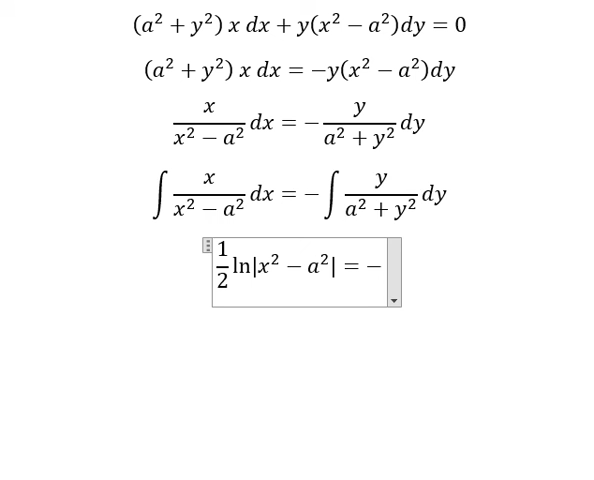 (a² + y²) x dx + y(x² − a²)dy = 0
(a² + y²) x dx = −y(x² − a²)dy
x/(x² − a²) dx = − y/(a² + y²) dy
∫ x/(x² − a²) dx = − ∫ y/(a² + y²) dy
1/2 ln|x² − a²| = −